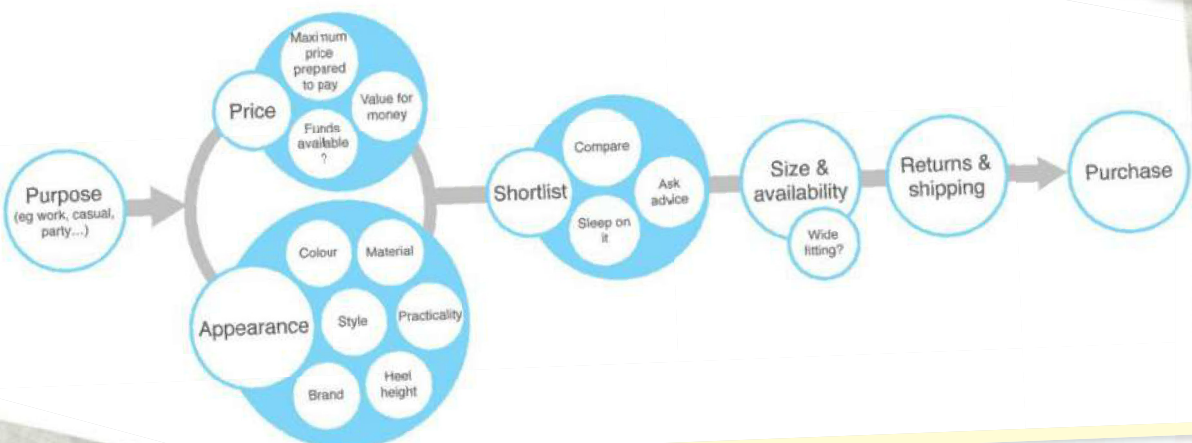 Purpose
(eg work, casual,
party...)
Price
Maximum
price
prepared
to pay
Value for
money
Funds
available
?
Appearance
Colour
Material
Style
Practicality
Brand
Heel
height
Shortlist
Compare
Ask
advice
Sleep on
it
Size &
availability
Wide
fitting?
Returns &
shipping
Purchase